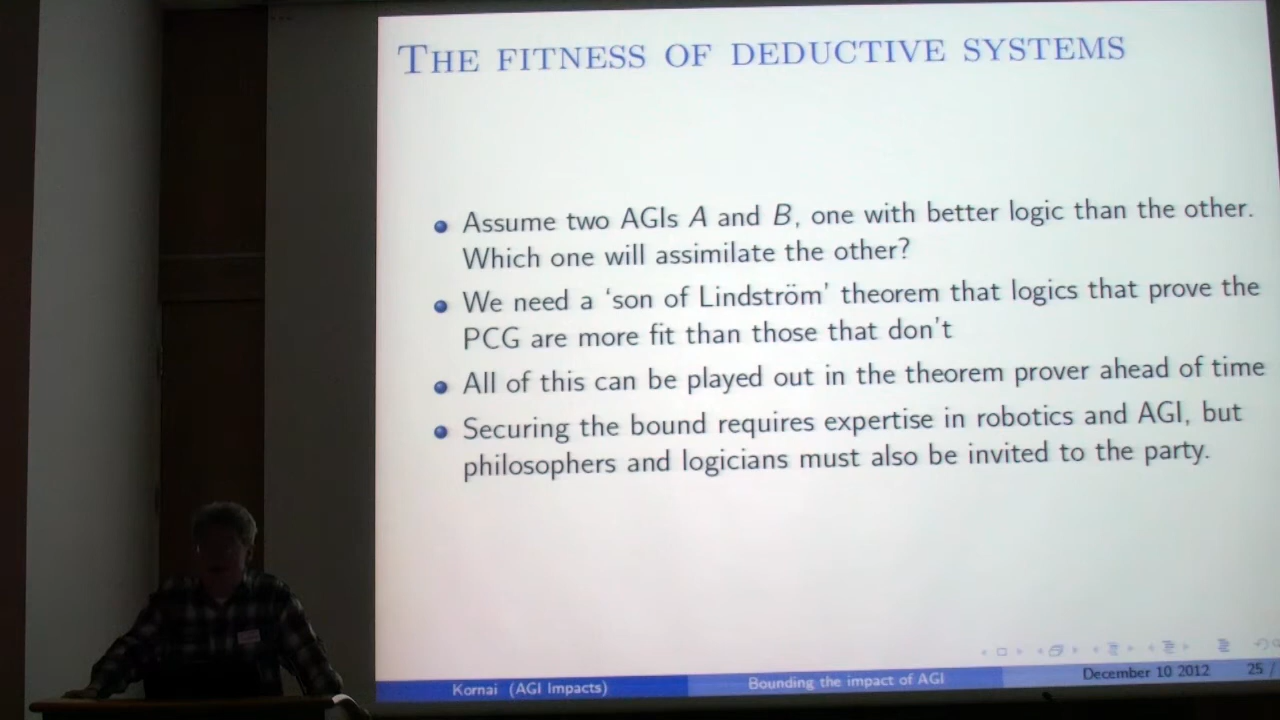 THE FITNESS OF DEDUCTIVE SYSTEMS
Assume two AGIs A and B, one with better logic than the other.
Which one will assimilate the other?
We need a ‘son of Lindström’ theorem that logics that prove the
PCG are more fit than those that don't
All of this can be played out in the theorem prover ahead of time
Securing the bound requires expertise in robotics and AGI, but
philosophers and logicians must also be invited to the party.
Kornai (AGI Impacts) Bounding the impact of AGI December 10 2012 25 /